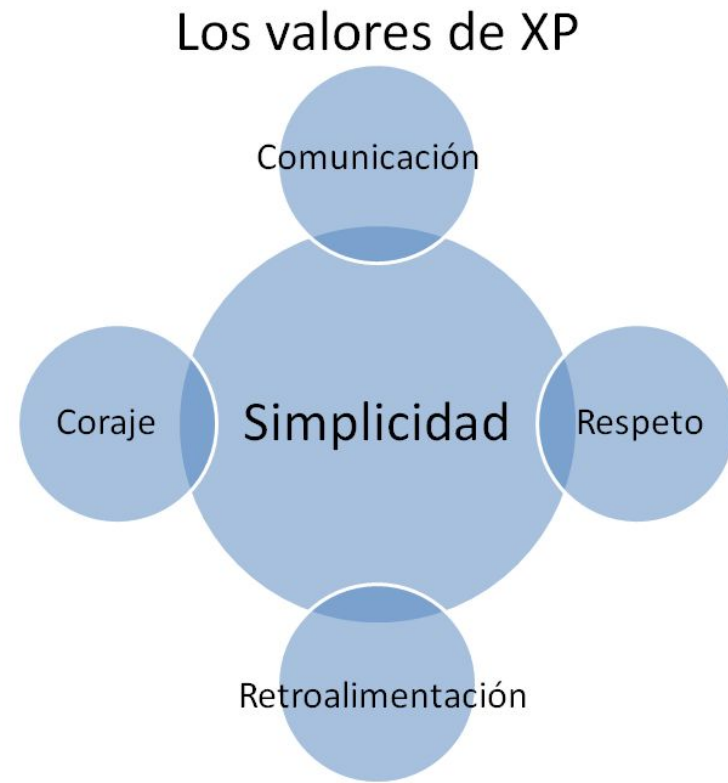 Los valores de XP
Comunicación
Coraje
Simplicidad
Respeto
Retroalimentación